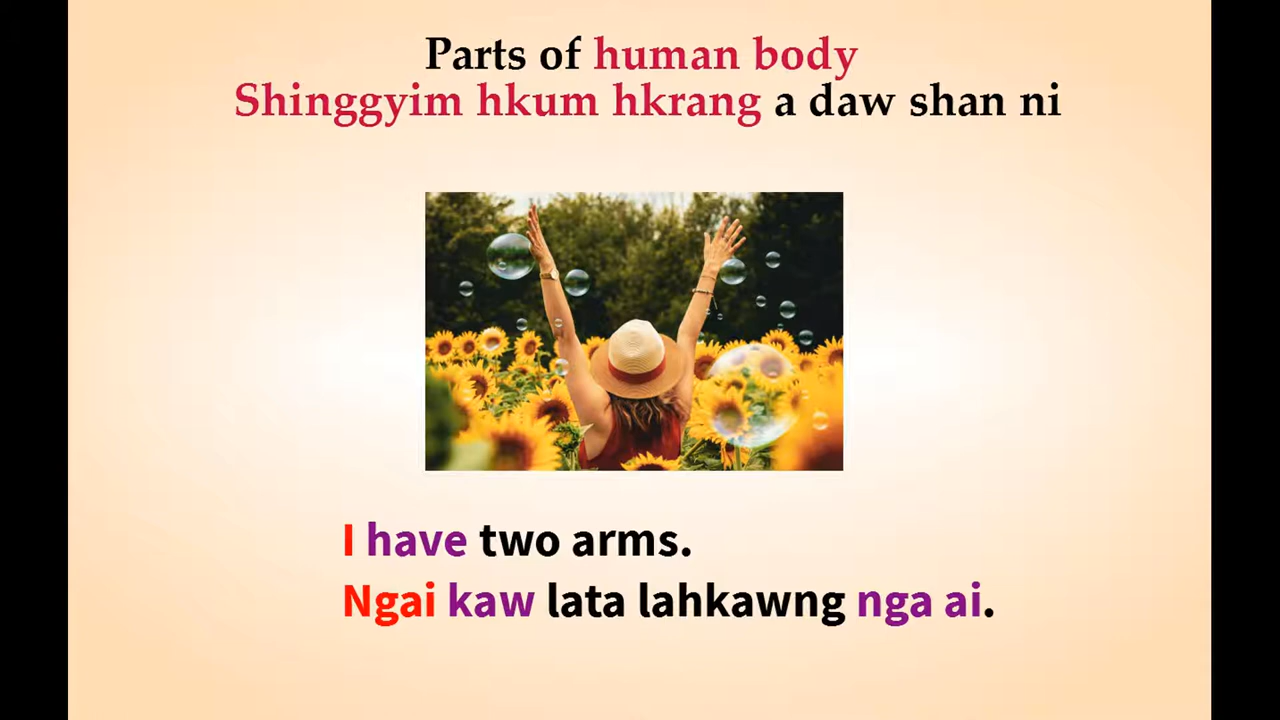 Parts of human body
Shinggyim hkum hkrang a daw shan ni
I have two arms.
Ngai kaw lata lahkawng nga ai.